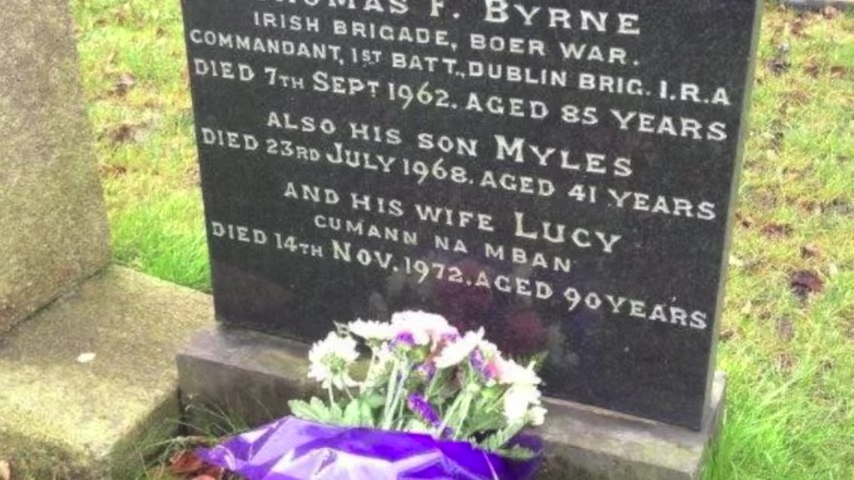 THOMAS F. BYRNE
IRISH BRIGADE, BOER WAR.
COMMANDANT, 1ST BATT., DUBLIN BRIG. I.R.A
DIED 7TH SEPT 1962. AGED 85 YEARS
ALSO HIS SON MYLES
DIED 23RD JULY 1968. AGED 41 YEARS
AND HIS WIFE LUCY
CUMANN NA MBAN
DIED 14TH NOV. 1972. AGED 90 YEARS